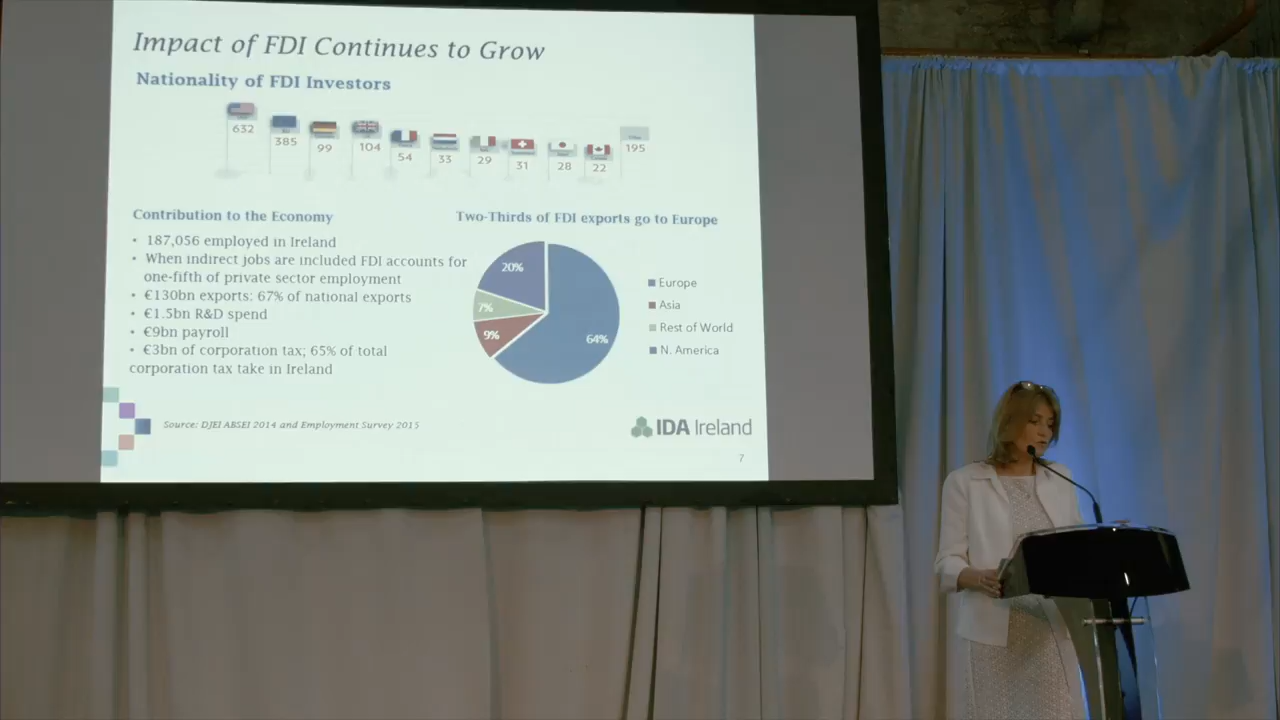 Impact of FDI Continues to Grow
Nationality of FDI Investors
632
385
99
104
54
33
29
31
28
22
195
Contribution to the Economy
• 187,056 employed in Ireland
• When indirect jobs are included FDI accounts for
one-fifth of private sector employment
• €130bn exports: 67% of national exports
• €1.5bn R&D spend
• €9bn payroll
• €3bn of corporation tax; 65% of total
corporation tax take in Ireland
Two-Thirds of FDI exports go to Europe
20%
7%
9%
64%
Europe
Asia
Rest of World
N. America
Source: DJEI ABSEI 2014 and Employment Survey 2015
IDA Ireland
7